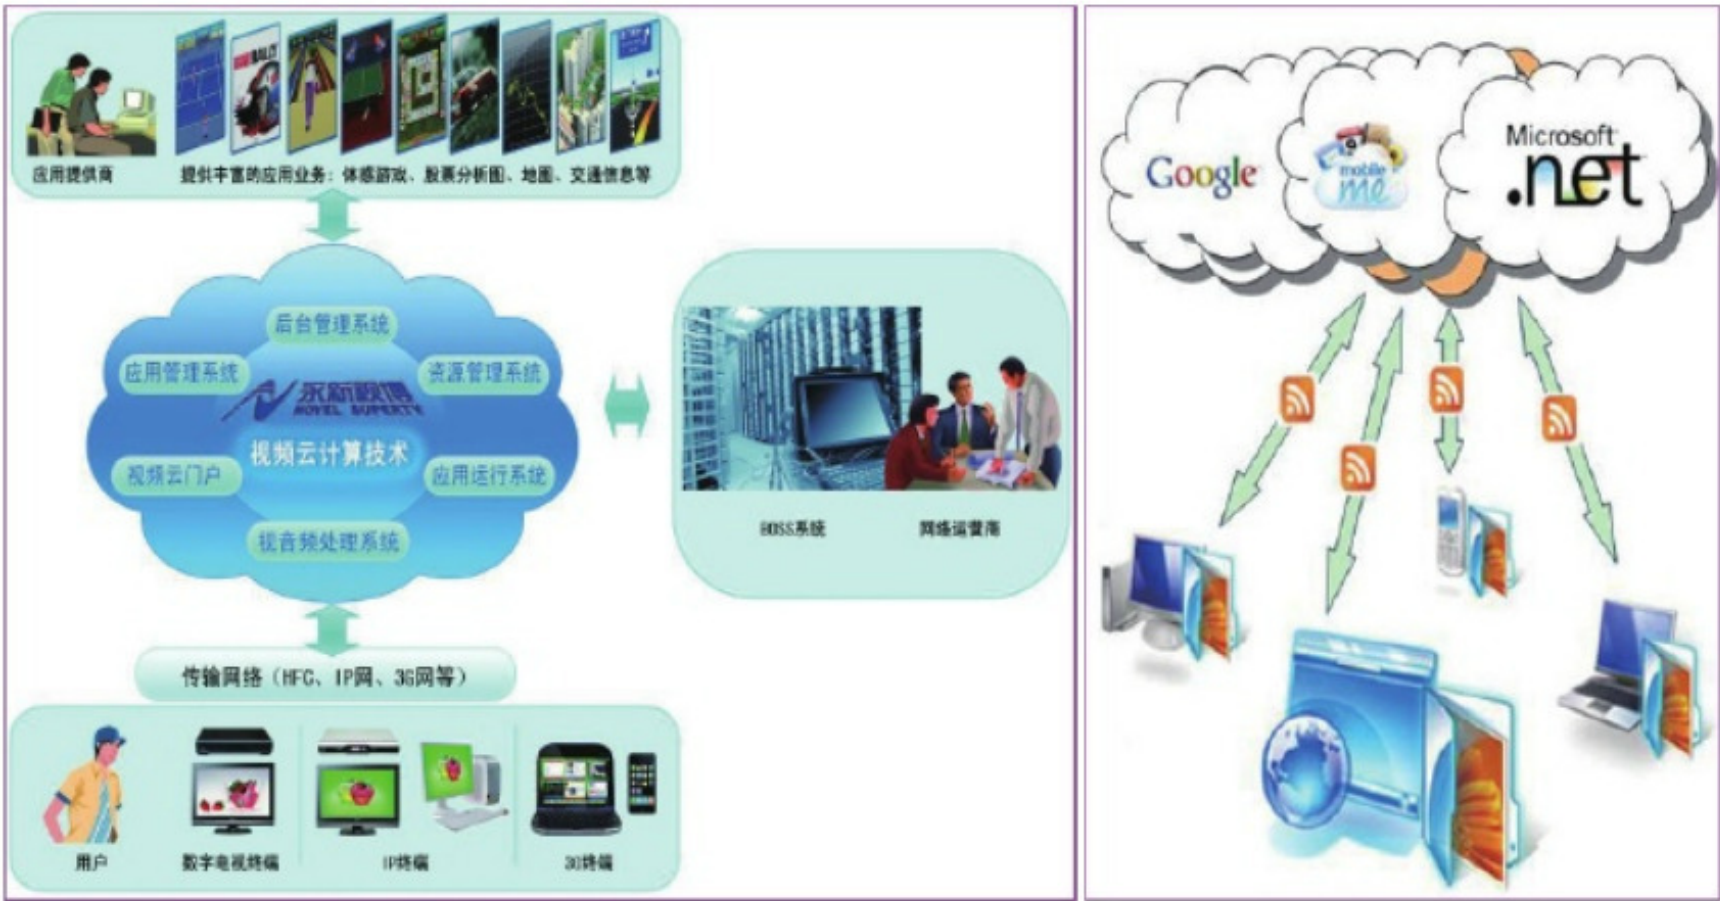 应用提供商
提供丰富的应用业务：体感游戏、股票分析图、地图、交通信息等
后台管理系统
应用管理系统
资源管理系统
永新视博
NOVEL SUPERTV
视频云计算技术
视频云门户
应用运行系统
视音频处理系统
BOSS系统
网络运营商
传输网络（HFC、IP网、3G网等）
用户
数字电视终端
IP终端
3G终端
Google
mobile
me
Microsoft
.net